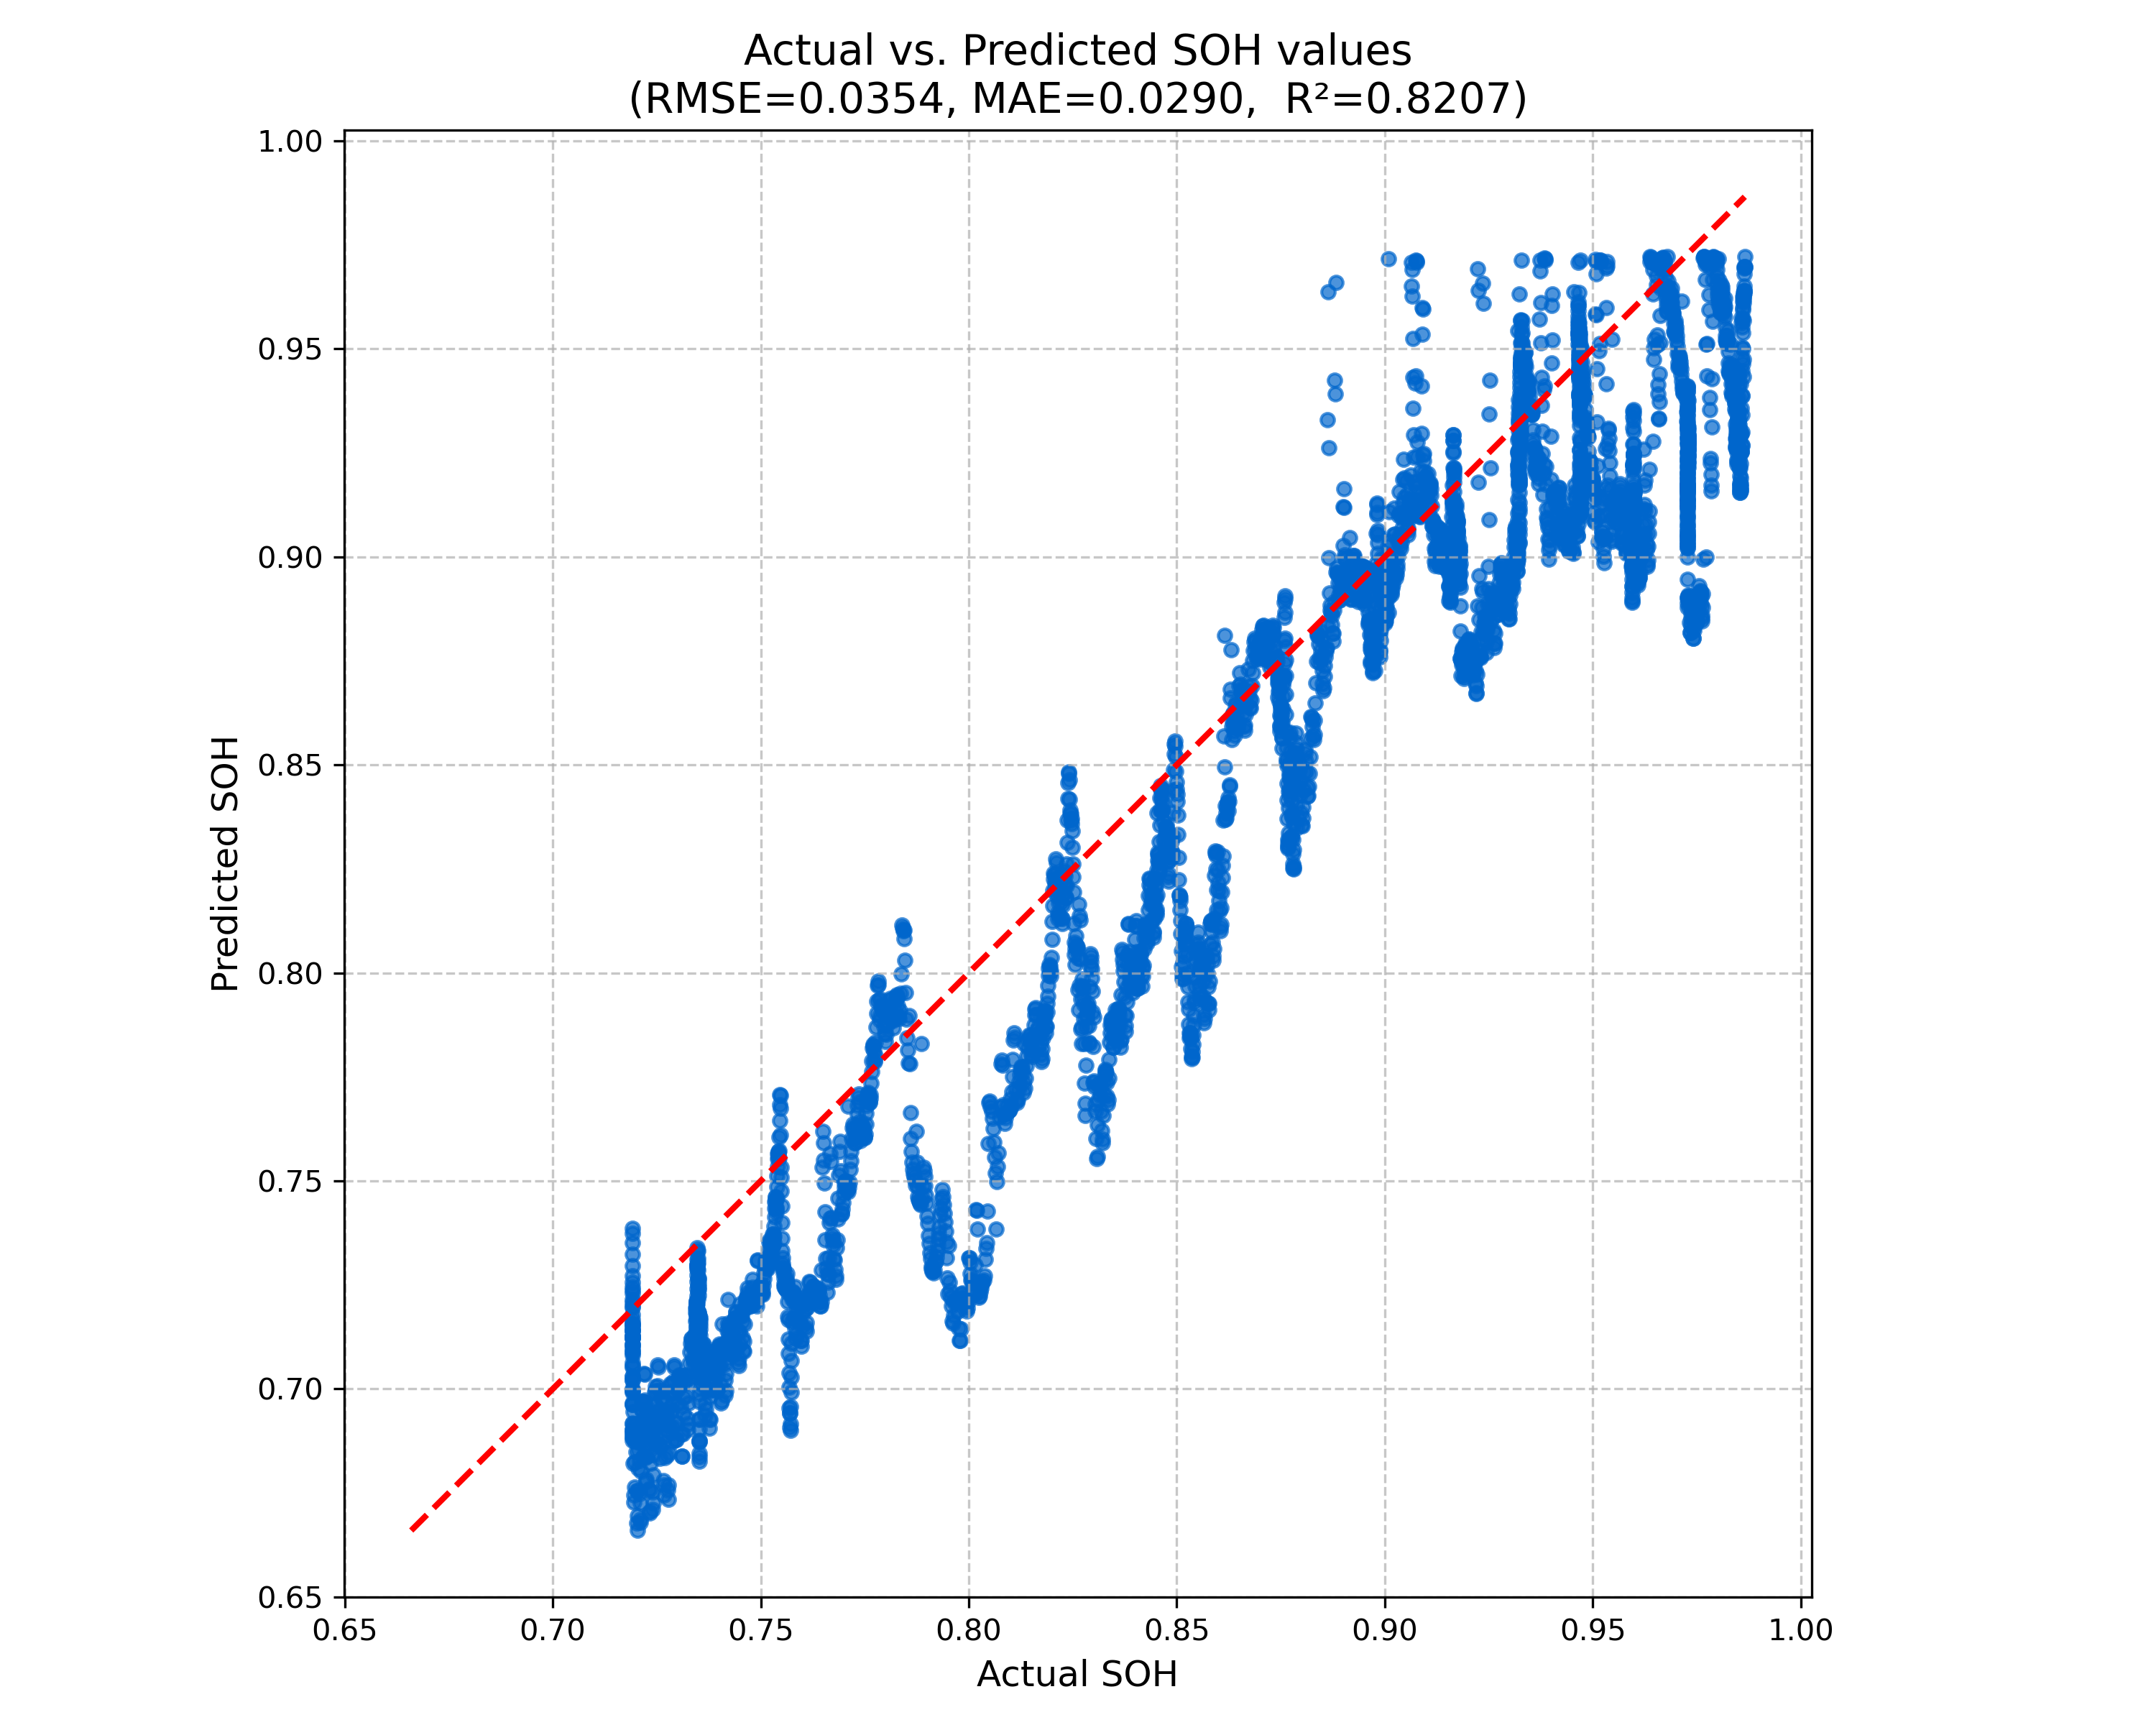 Actual vs. Predicted SOH values
(RMSE=0.0354, MAE=0.0290,  R²=0.8207)
1.00
0.95
0.90
0.85
0.80
0.75
0.70
0.65
Predicted SOH
0.65 0.70 0.75 0.80 0.85 0.90 0.95 1.00
Actual SOH